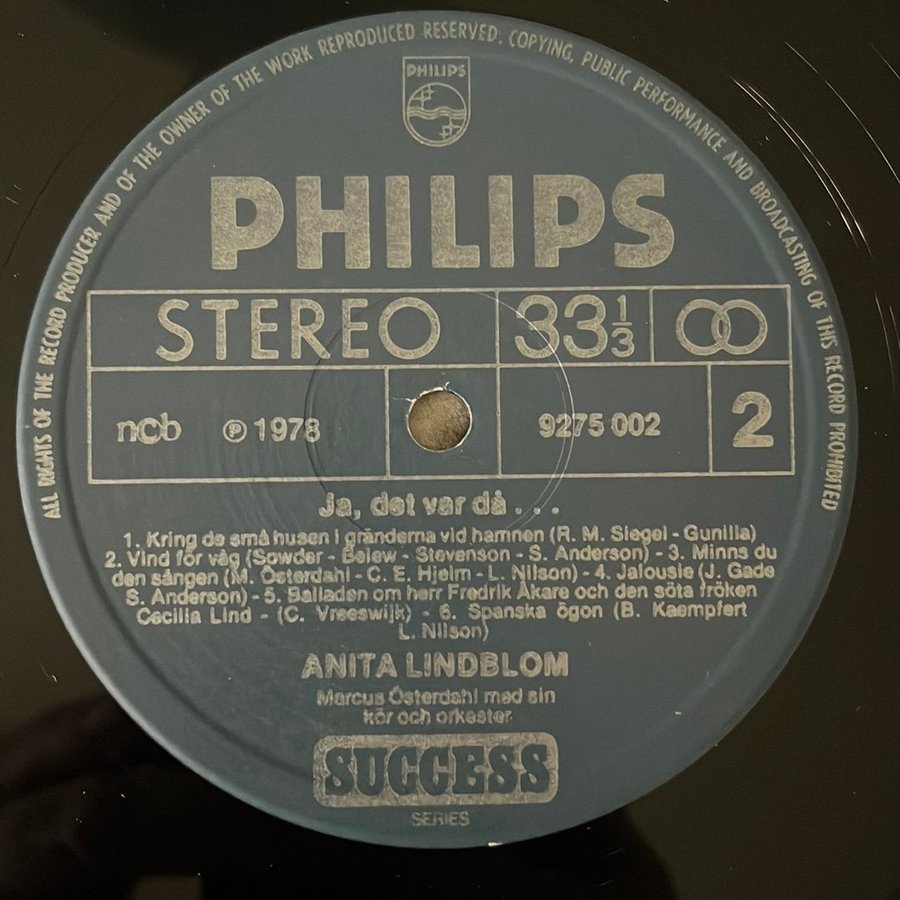 ALL RIGHTS OF THE RECORD PRODUCER AND OF THE OWNER OF THE WORK REPRODUCED RESERVED. COPYING, PUBLIC PERFORMANCE AND BROADCASTING OF THIS RECORD PROHIBITED
PHILIPS
PHILIPS
STEREO 33 1/3
ncb ℗ 1978 9275 002 2
Ja, det var då . . .
1. Kring de små husen i gränderna vid hamnen (R. M. Siegel - Gunilla)
2. Vind för våg (Sowder - Belew - Stevenson - S. Anderson) - 3. Minns du
den sången (M. Österdahl - C. E. Hjelm - L. Nilson) - 4. Jalousie (J. Gade
S. Anderson) - 5. Balladen om herr Fredrik Åkare och den söta fröken
Cecilia Lind - (C. Vreeswijk) - 6. Spanska ögon (B. Kaempfert
L. Nilson)
ANITA LINDBLOM
Marcus Österdahl med sin
kör och orkester
SUCCESS
SERIES